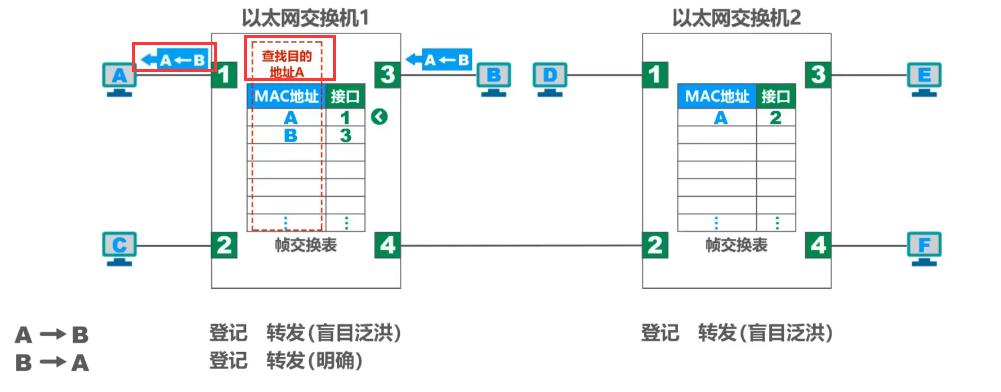 以太网交换机1
以太网交换机2
A←B
查找目的
地址A
A←B
A
1
3
B
D
1
3
E
MAC地址 接口
A 1
B 3
⋮ ⋮
MAC地址 接口
A 2
⋮ ⋮
C
2
帧交换表
4
2
帧交换表
4
F
A→B 登记 转发(盲目泛洪) 登记 转发(盲目泛洪)
B→A 登记 转发(明确)